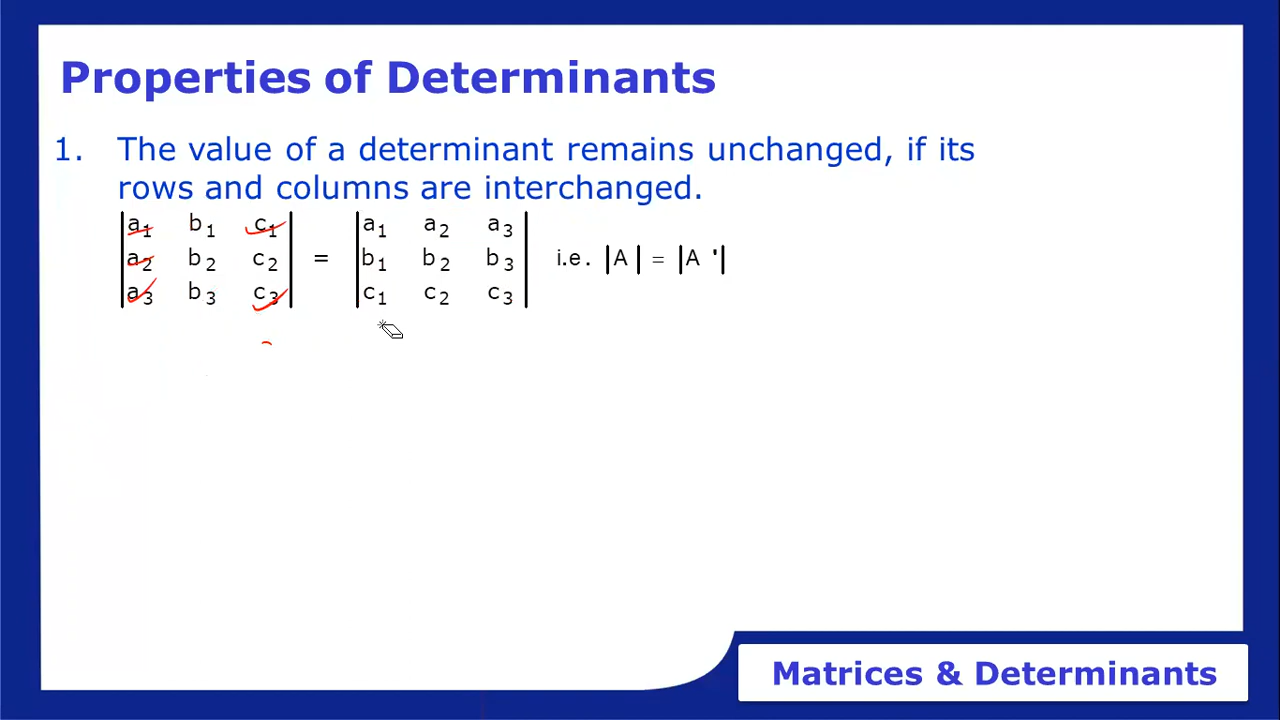 Properties of Determinants
1. The value of a determinant remains unchanged, if its
rows and columns are interchanged.
|a₁ b₁ c₁| |a₁ a₂ a₃|
|a₂ b₂ c₂| = |b₁ b₂ b₃| i.e. |A| = |A '|
|a₃ b₃ c₃| |c₁ c₂ c₃|
Matrices & Determinants